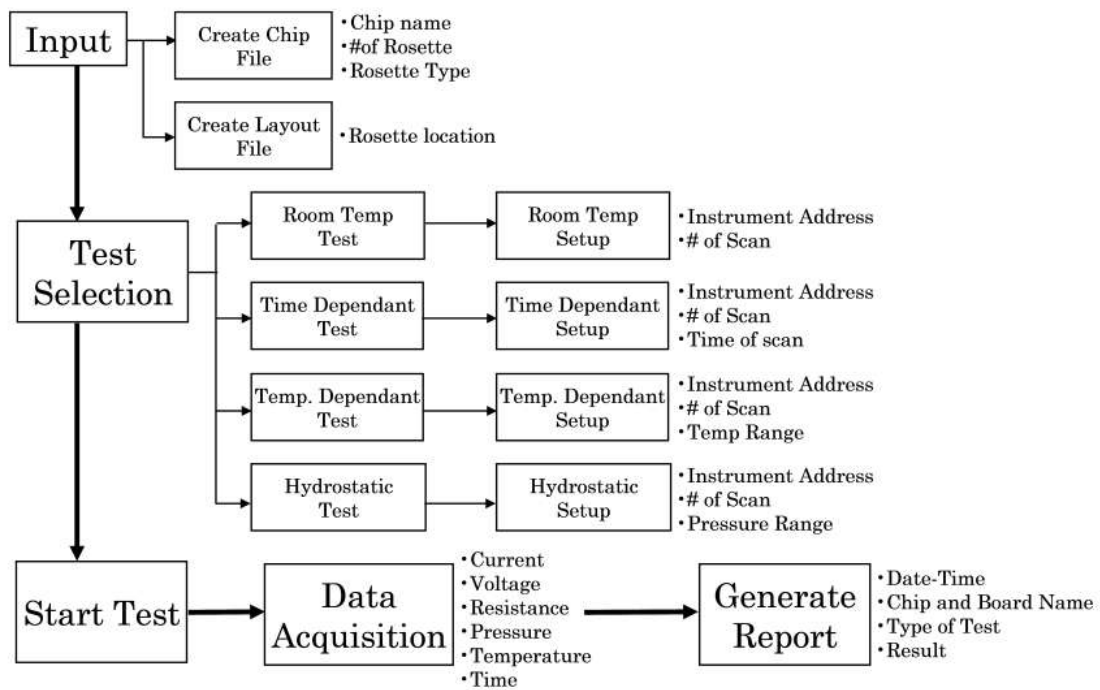 Input
Create Chip
File
•Chip name
•#of Rosette
•Rosette Type
Create Layout
File
•Rosette location
Test
Selection
Room Temp
Test
Room Temp
Setup
•Instrument Address
•# of Scan
Time Dependant
Test
Time Dependant
Setup
•Instrument Address
•# of Scan
•Time of scan
Temp. Dependant
Test
Temp. Dependant
Setup
•Instrument Address
•# of Scan
•Temp Range
Hydrostatic
Test
Hydrostatic
Setup
•Instrument Address
•# of Scan
•Pressure Range
Start Test
Data
Acquisition
•Current
•Voltage
•Resistance
•Pressure
•Temperature
•Time
Generate
Report
•Date-Time
•Chip and Board Name
•Type of Test
•Result